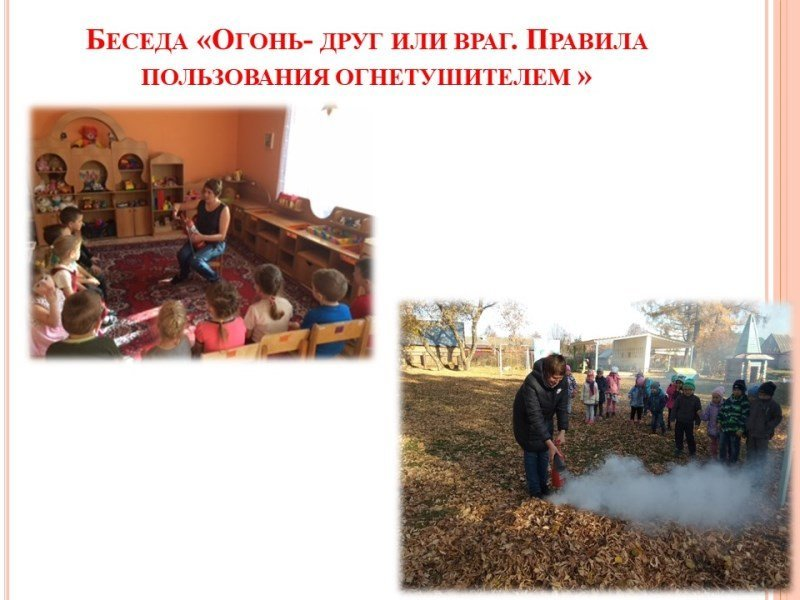 Беседа «Огонь- друг или враг. Правила
пользования огнетушителем »